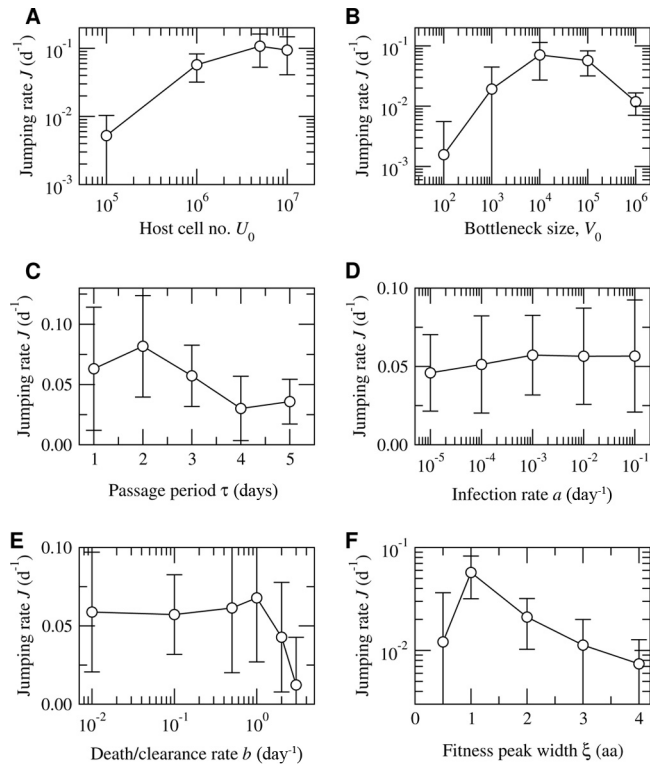 A
Jumping rate J (d⁻¹)
10⁻¹
10⁻²
10⁻³
10⁵ 10⁶ 10⁷
Host cell no. U₀
B
Jumping rate J (d⁻¹)
10⁻¹
10⁻²
10⁻³
10² 10³ 10⁴ 10⁵ 10⁶
Bottleneck size, V₀
C
Jumping rate J (d⁻¹)
0.10
0.05
0.00
1 2 3 4 5
Passage period τ (days)
D
Jumping rate J (d⁻¹)
0.10
0.05
0.00
10⁻⁵ 10⁻⁴ 10⁻³ 10⁻² 10⁻¹
Infection rate a (day⁻¹)
E
Jumping rate J (d⁻¹)
0.10
0.05
0.00
10⁻² 10⁻¹ 10⁰
Death/clearance rate b (day⁻¹)
F
Jumping rate J (d⁻¹)
10⁻¹
10⁻²
0 1 2 3 4
Fitness peak width ξ (aa)